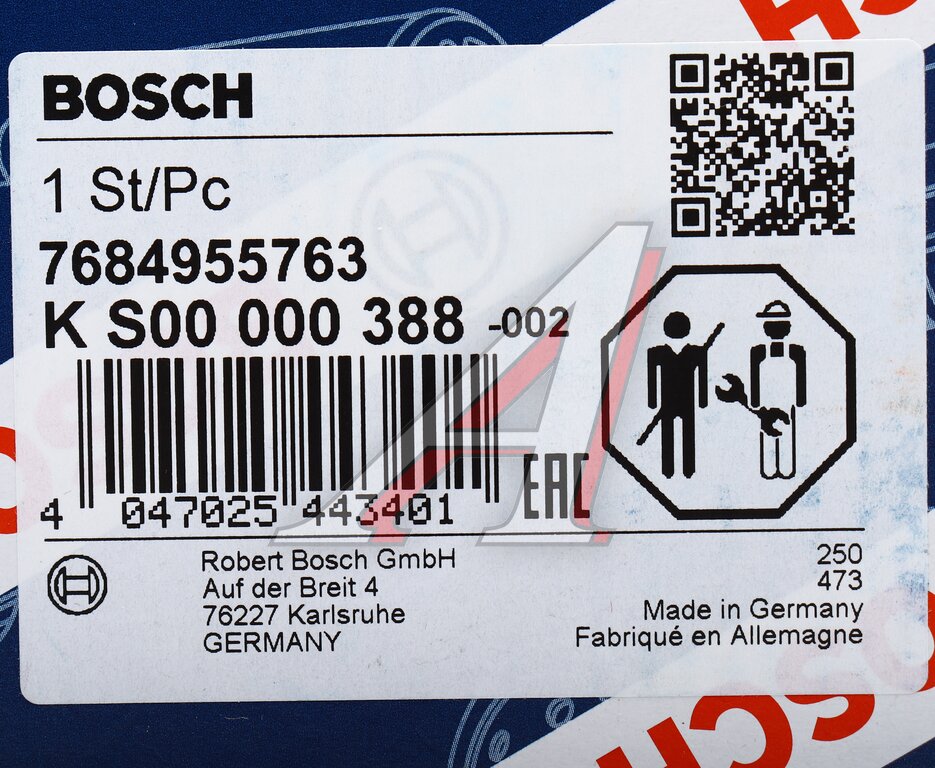 BOSCH
1 St/Pc
7684955763
K S00 000 388 -002
4 047025 443401
EAC
Robert Bosch GmbH
Auf der Breit 4
76227 Karlsruhe
GERMANY
250
473
Made in Germany
Fabriqué en Allemagne